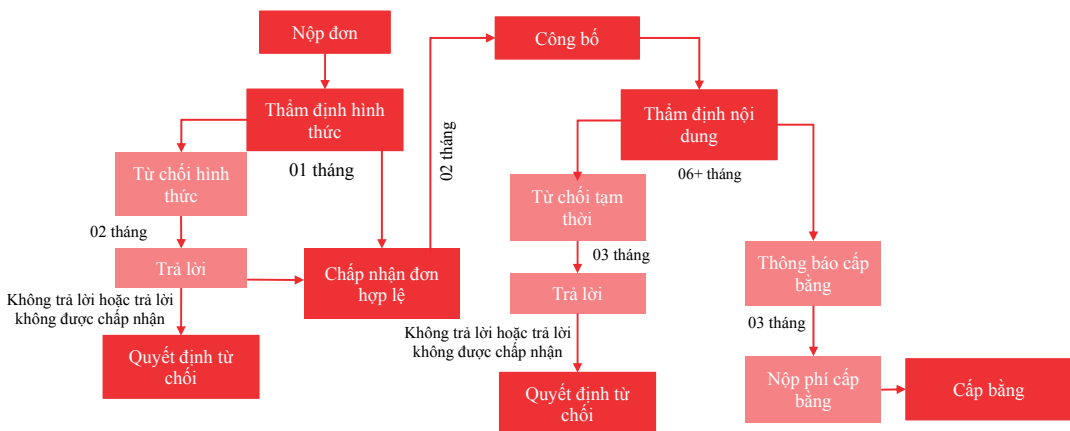 Nộp đơn
Thẩm định hình
thức
01 tháng
Từ chối hình
thức
02 tháng
Trả lời
Không trả lời hoặc trả lời
không được chấp nhận
Quyết định từ
chối
Chấp nhận đơn
hợp lệ
02 tháng
Công bố
Thẩm định nội
dung
06+ tháng
Từ chối tạm
thời
03 tháng
Trả lời
Không trả lời hoặc trả lời
không được chấp nhận
Quyết định từ
chối
Thông báo cấp
bằng
03 tháng
Nộp phí cấp
bằng
Cấp bằng